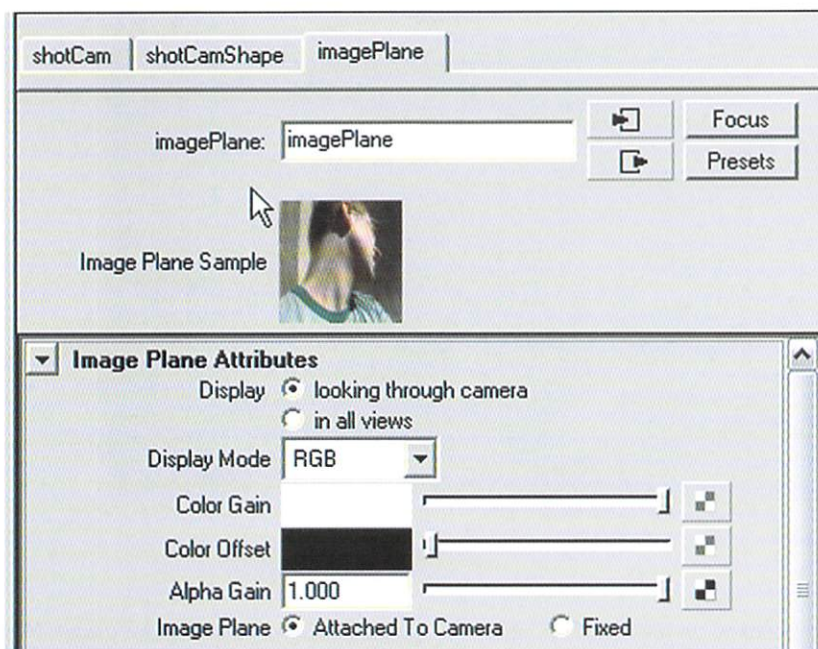 shotCam shotCamShape imagePlane
imagePlane: imagePlane Focus
Presets
Image Plane Sample
Image Plane Attributes
Display looking through camera
in all views
Display Mode RGB
Color Gain
Color Offset
Alpha Gain 1.000
Image Plane Attached To Camera Fixed